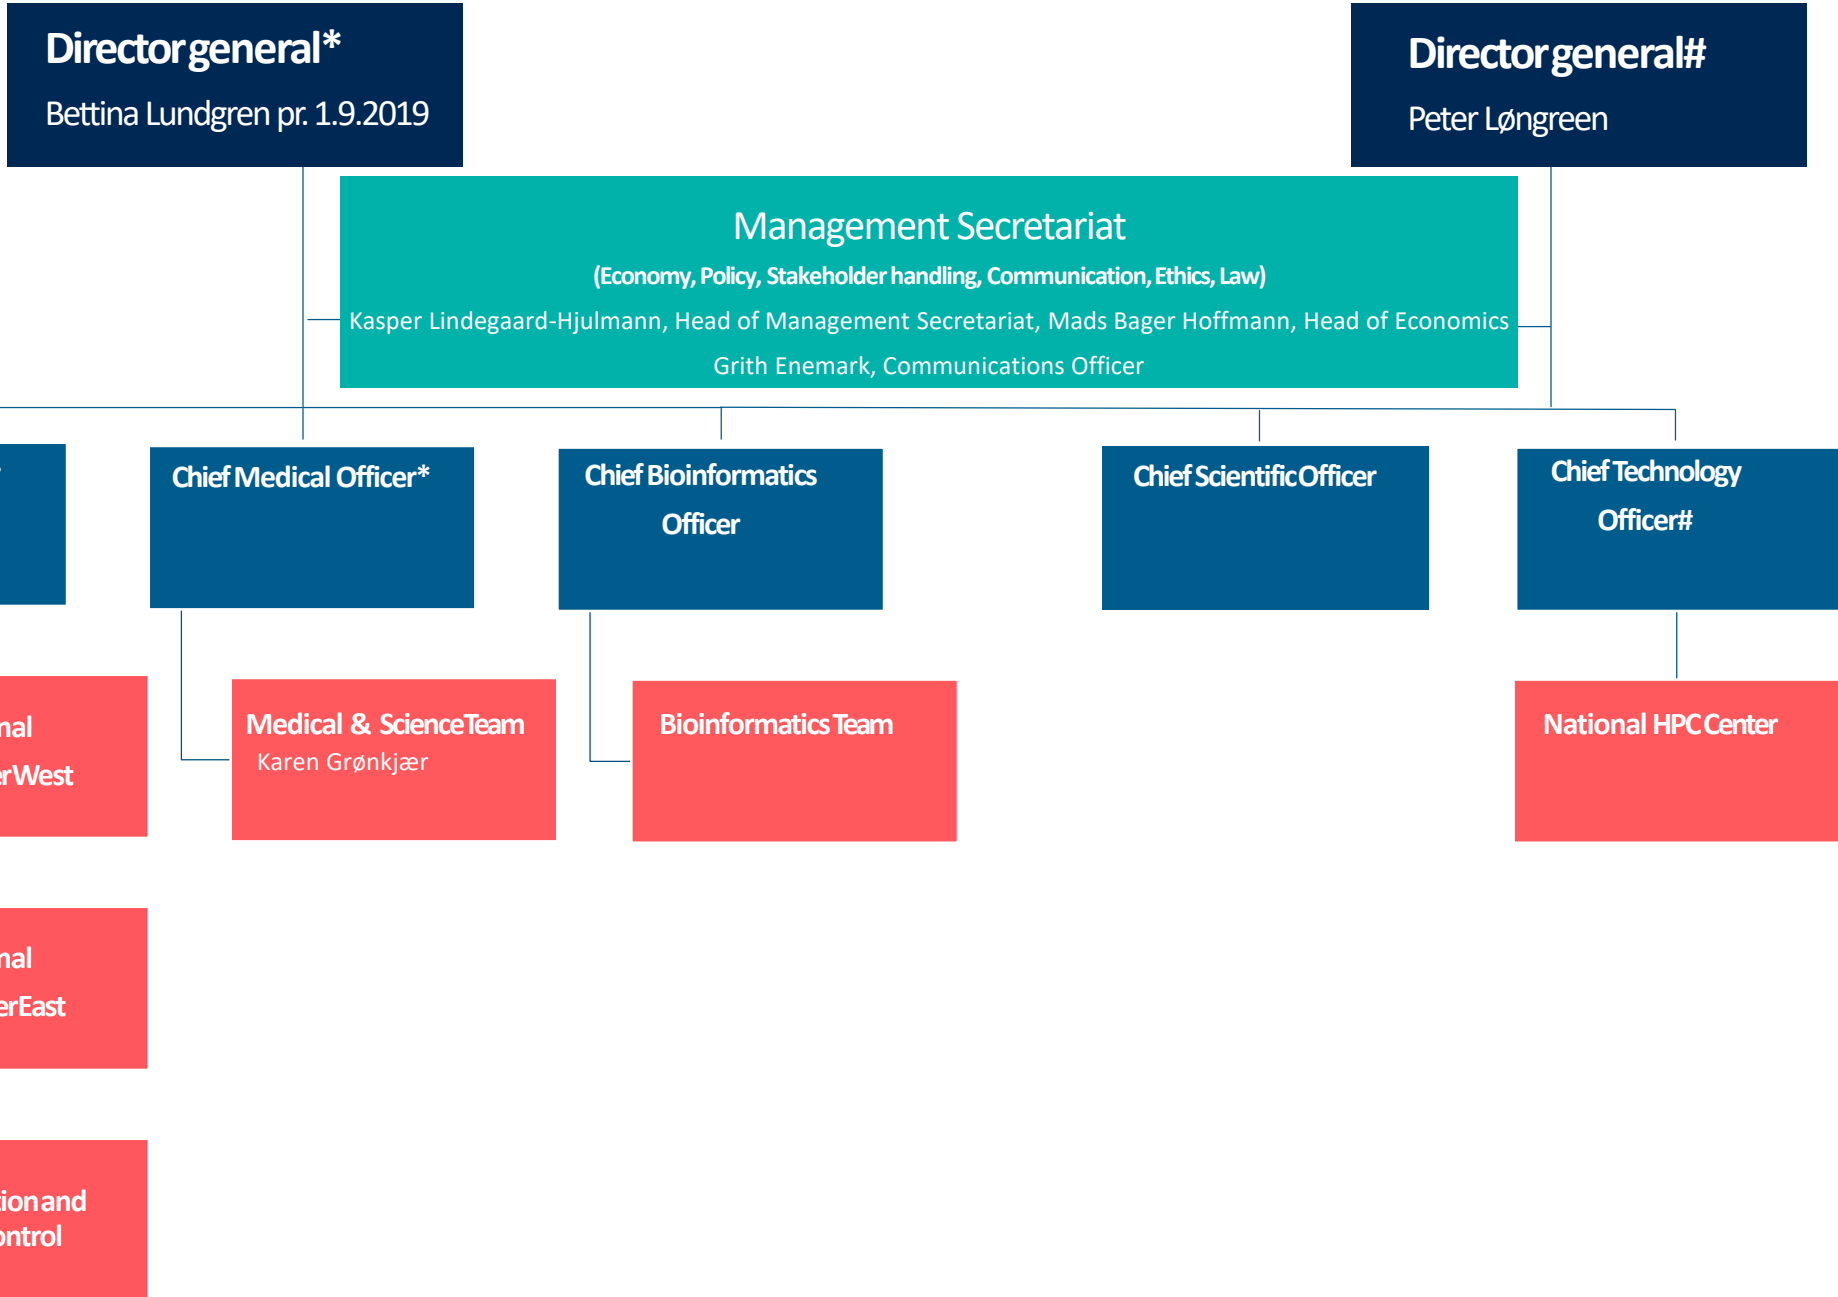 Director general*
Bettina Lundgren pr. 1.9.2019
Director general#
Peter Løngreen
Management Secretariat
(Economy, Policy, Stakeholder handling, Communication, Ethics, Law)
Kasper Lindegaard-Hjulmann, Head of Management Secretariat, Mads Bager Hoffmann, Head of Economics
Grith Enemark, Communications Officer
Chief Medical Officer*
Chief Bioinformatics
Officer
Chief Scientific Officer
Chief Technology
Officer#
West
Medical & Science Team
Karen Grønkjær
Bioinformatics Team
National HPC Center
East
and